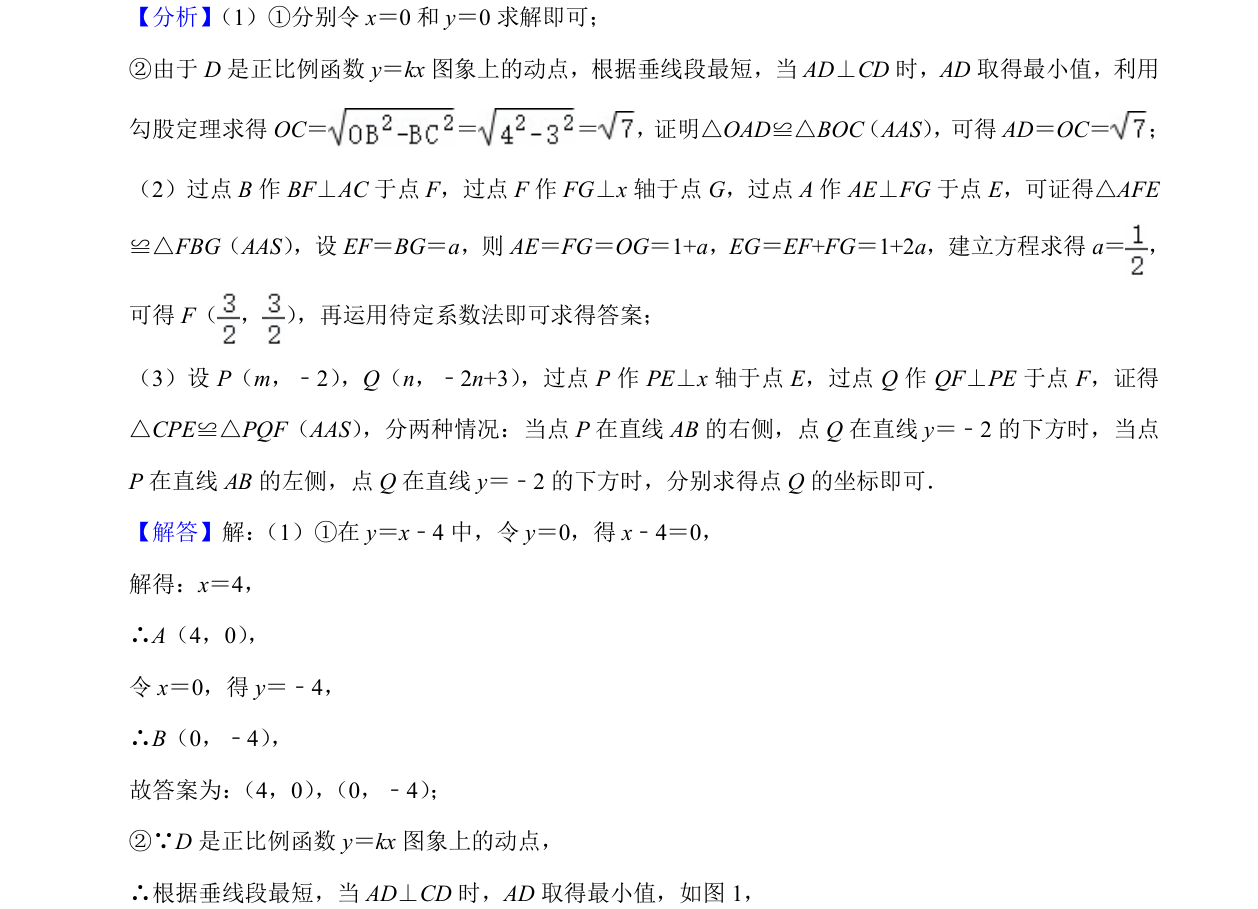 【分析】（1）①分别令 x＝0 和 y＝0 求解即可；
②由于 D 是正比例函数 y＝kx 图象上的动点，根据垂线段最短，当 AD⊥CD 时，AD 取得最小值，利用
勾股定理求得 OC＝√(OB²-BC²)＝√(4²-3²)＝√7，证明△OAD≌△BOC（AAS），可得 AD＝OC＝√7；
（2）过点 B 作 BF⊥AC 于点 F，过点 F 作 FG⊥x 轴于点 G，过点 A 作 AE⊥FG 于点 E，可证得△AFE
≌△FBG（AAS），设 EF＝BG＝a，则 AE＝FG＝OG＝1+a，EG＝EF+FG＝1+2a，建立方程求得 a＝1/2，
可得 F（3/2，3/2），再运用待定系数法即可求得答案；
（3）设 P（m，﹣2），Q（n，﹣2n+3），过点 P 作 PE⊥x 轴于点 E，过点 Q 作 QF⊥PE 于点 F，证得
△CPE≌△PQF（AAS），分两种情况：当点 P 在直线 AB 的右侧，点 Q 在直线 y＝﹣2 的下方时，当点
P 在直线 AB 的左侧，点 Q 在直线 y＝﹣2 的下方时，分别求得点 Q 的坐标即可．
【解答】解：（1）①在 y＝x﹣4 中，令 y＝0，得 x﹣4＝0，
解得：x＝4，
∴A（4，0），
令 x＝0，得 y＝﹣4，
∴B（0，﹣4），
故答案为：（4，0），（0，﹣4）；
②∵D 是正比例函数 y＝kx 图象上的动点，
∴根据垂线段最短，当 AD⊥CD 时，AD 取得最小值，如图 1，